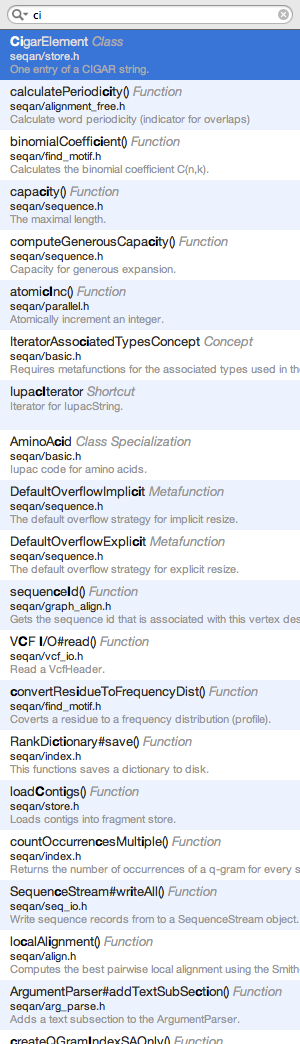 ci
CigarElement Class
seqan/store.h
One entry of a CIGAR string.
calculatePeriodicity() Function
seqan/alignment_free.h
Calculate word periodicity (indicator for overlaps)
binomialCoefficient() Function
seqan/find_motif.h
Calculates the binomial coefficient C(n,k).
capacity() Function
seqan/sequence.h
The maximal length.
computeGenerousCapacity() Function
seqan/sequence.h
Capacity for generous expansion.
atomicInc() Function
seqan/parallel.h
Atomically increment an integer.
IteratorAssociatedTypesConcept Concept
seqan/basic.h
Requires metafunctions for the associated types used in the
IupacIterator Shortcut
Iterator for IupacString.
AminoAcid Class Specialization
seqan/basic.h
Iupac code for amino acids.
DefaultOverflowImplicit Metafunction
seqan/sequence.h
The default overflow strategy for implicit resize.
DefaultOverflowExplicit Metafunction
seqan/sequence.h
The default overflow strategy for explicit resize.
sequenceId() Function
seqan/graph_align.h
Gets the sequence id that is associated with this vertex des
VCF I/O#read() Function
seqan/vcf_io.h
Read a VcfHeader.
convertResidueToFrequencyDist() Function
seqan/find_motif.h
Coverts a residue to a frequency distribution (profile).
RankDictionary#save() Function
seqan/index.h
This functions saves a dictionary to disk.
loadContigs() Function
seqan/store.h
Loads contigs into fragment store.
countOccurrencesMultiple() Function
seqan/index.h
Returns the number of occurrences of a q-gram for every s
SequenceStream#writeAll() Function
seqan/seq_io.h
Write sequence records from to a SequenceStream object.
localAlignment() Function
seqan/align.h
Computes the best pairwise local alignment using the Smith
ArgumentParser#addTextSubSection() Function
seqan/arg_parse.h
Adds a text subsection to the ArgumentParser.
createQGramIndexSAOnly() Function